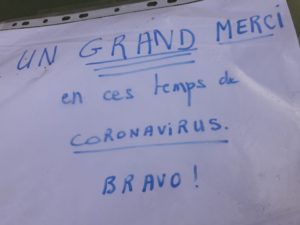 UN GRAND MERCI
en ces temps de
CORONAVIRUS.
BRAVO!